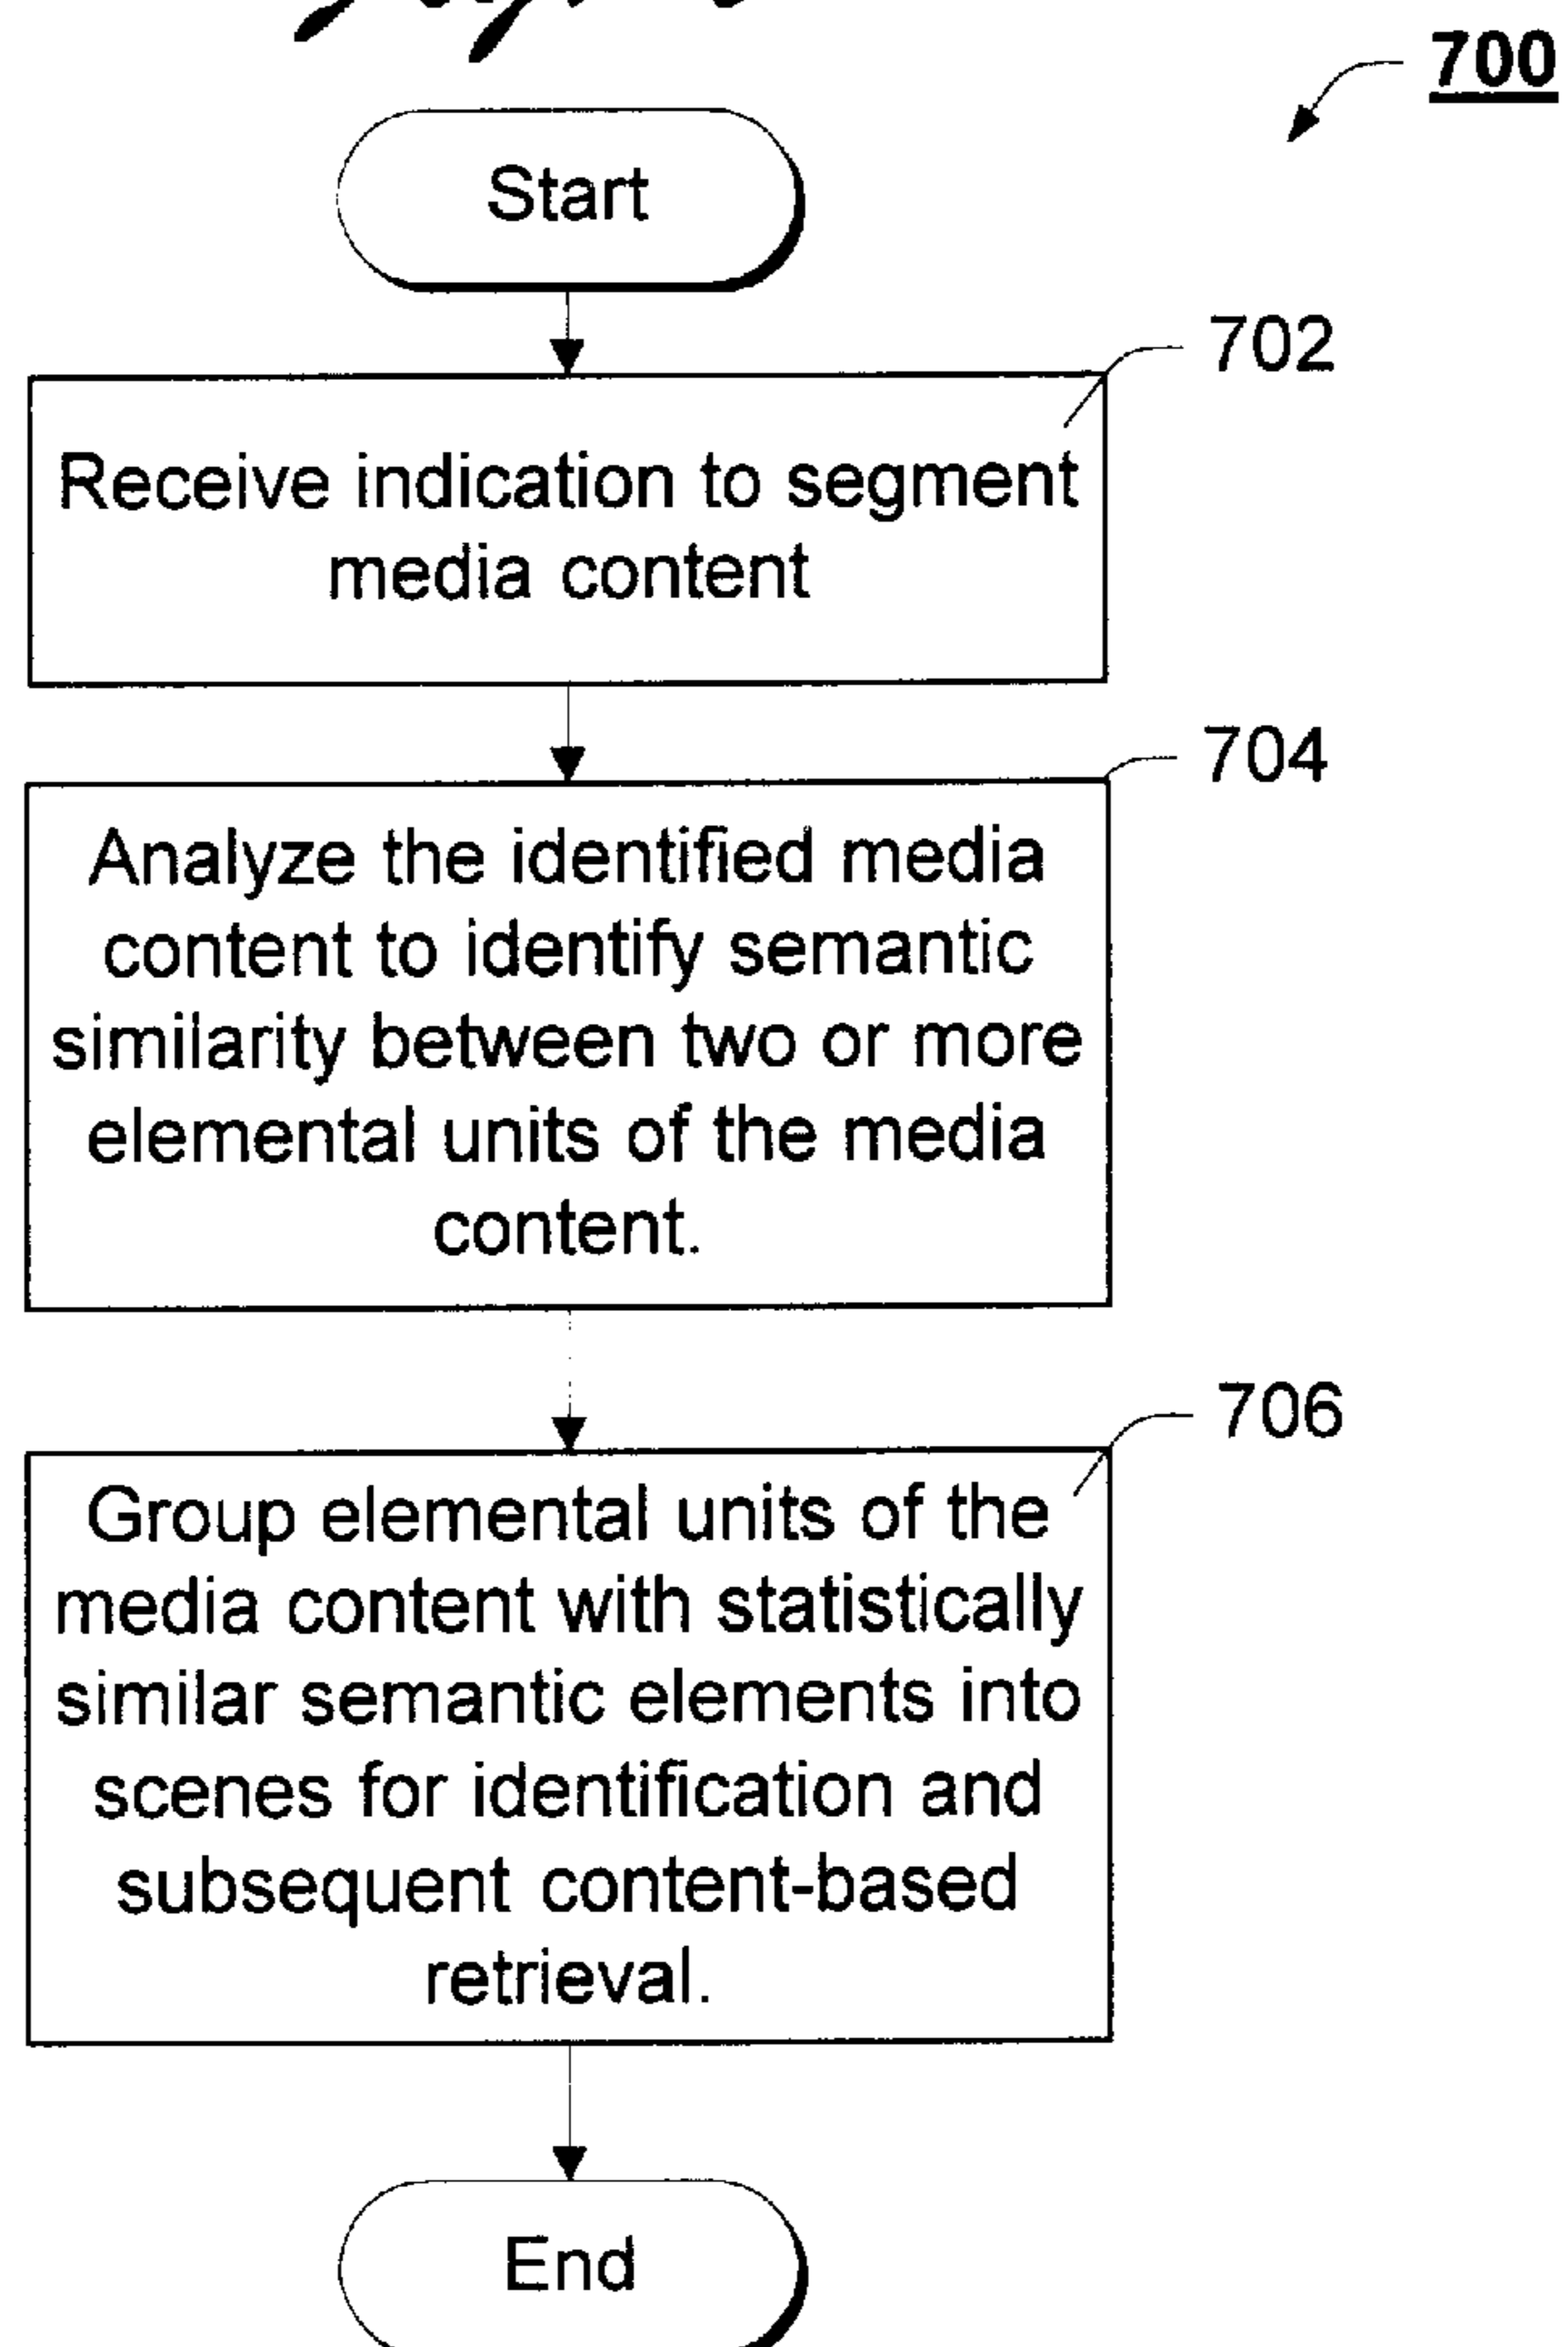 700
Start
702
Receive indication to segment
media content
704
Analyze the identified media
content to identify semantic
similarity between two or more
elemental units of the media
content.
706
Group elemental units of the
media content with statistically
similar semantic elements into
scenes for identification and
subsequent content-based
retrieval.
End